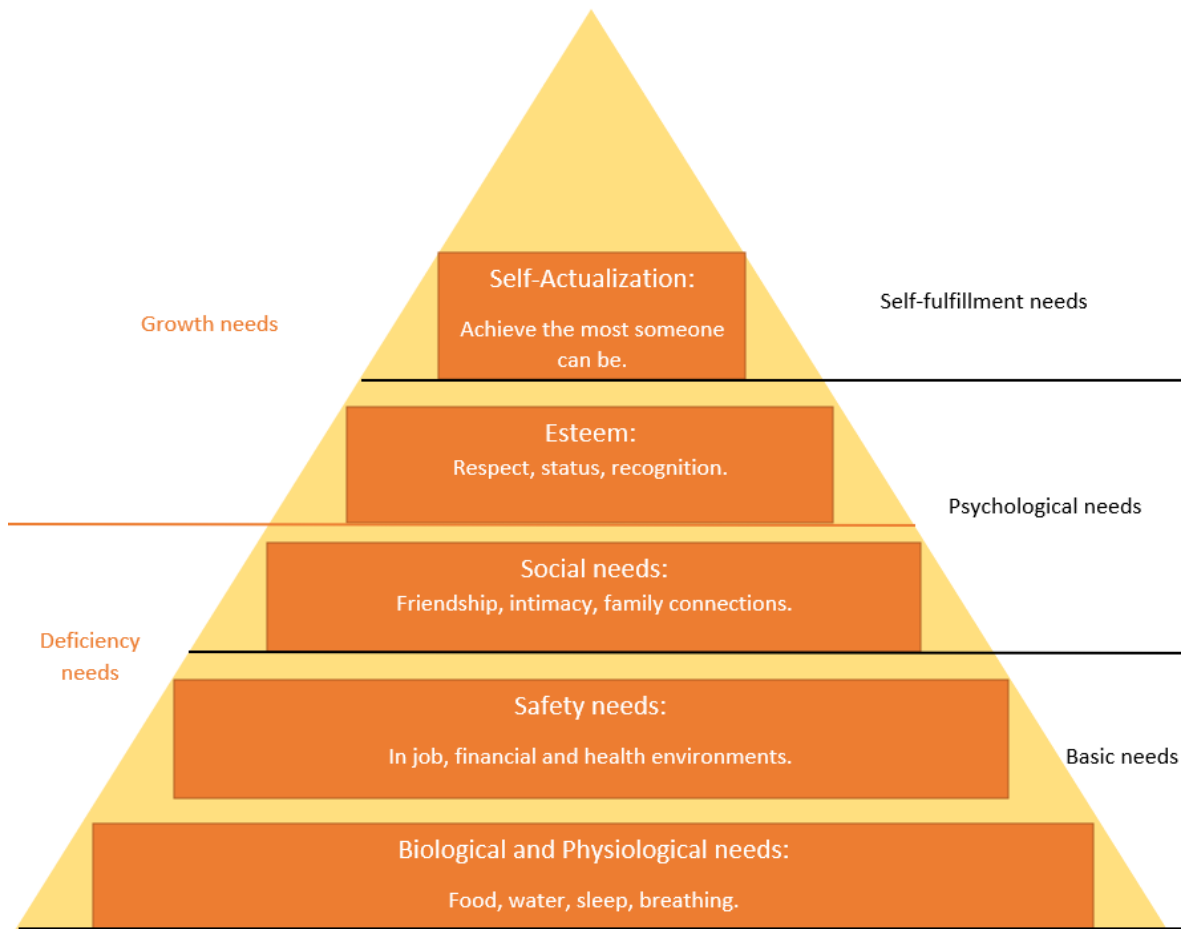 Self-Actualization:
Achieve the most someone
can be.
Self-fulfillment needs
Growth needs
Esteem:
Respect, status, recognition.
Psychological needs
Social needs:
Friendship, intimacy, family connections.
Deficiency
needs
Safety needs:
In job, financial and health environments.
Basic needs
Biological and Physiological needs:
Food, water, sleep, breathing.